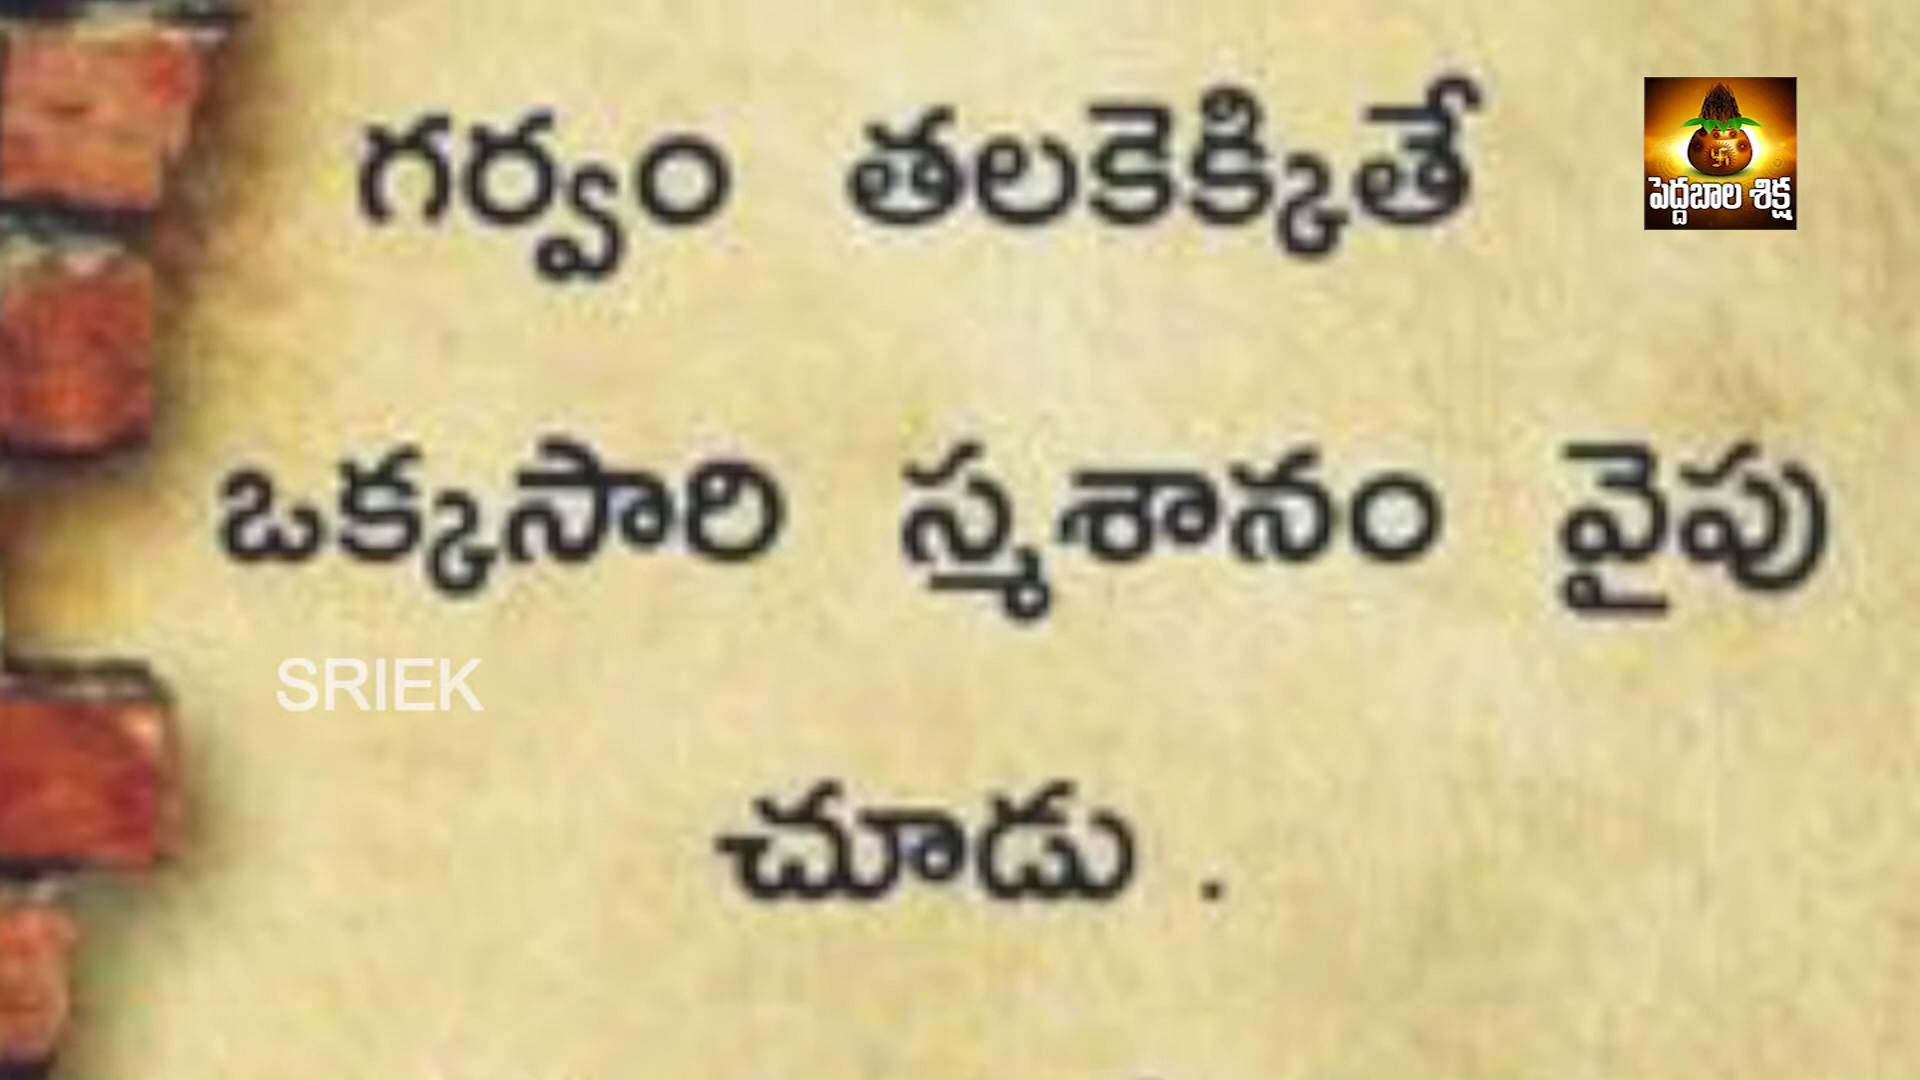 గర్వం తలకెక్కితే
పెద్దబాల శిక్ష
ఒక్కసారి స్మశానం వైపు
SRIEK
చూడు .